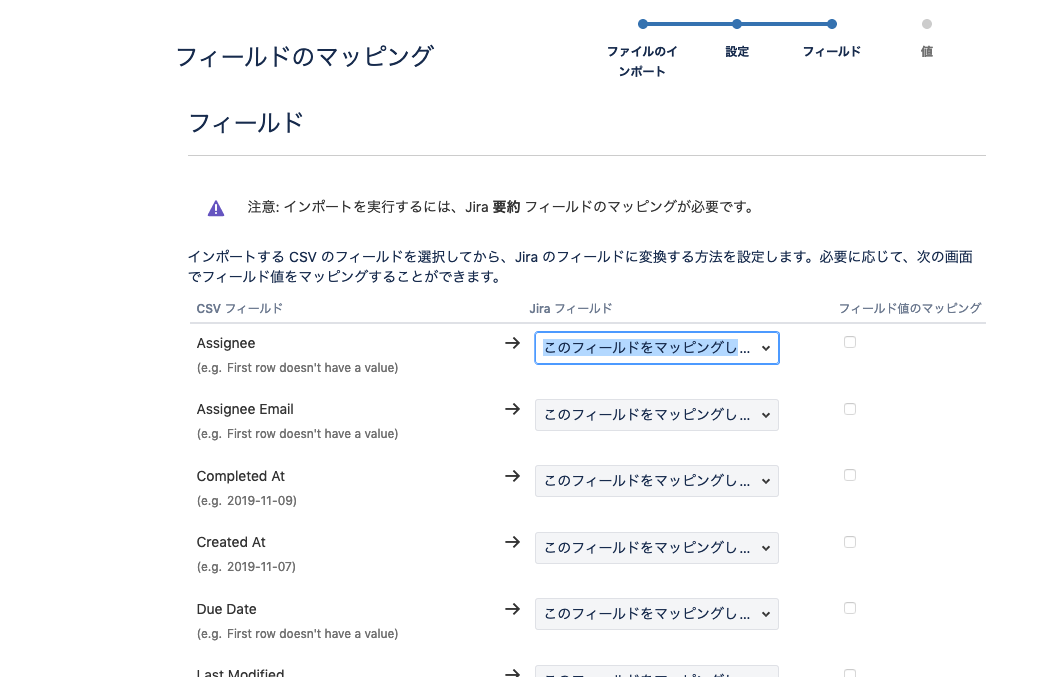 フィールドのマッピング
ファイルのイ
ンポート
設定
フィールド
値
フィールド
注意: インポートを実行するには、Jira 要約 フィールドのマッピングが必要です。
インポートする CSV のフィールドを選択してから、Jira のフィールドに変換する方法を設定します。必要に応じて、次の画面
でフィールド値をマッピングすることができます。
CSV フィールド Jira フィールド フィールド値のマッピング
Assignee → このフィールドをマッピングし...
(e.g. First row doesn't have a value)
Assignee Email → このフィールドをマッピングし...
(e.g. First row doesn't have a value)
Completed At → このフィールドをマッピングし...
(e.g. 2019-11-09)
Created At → このフィールドをマッピングし...
(e.g. 2019-11-07)
Due Date → このフィールドをマッピングし...
(e.g. First row doesn't have a value)
Last Modified → このフィールドをマッピングし...